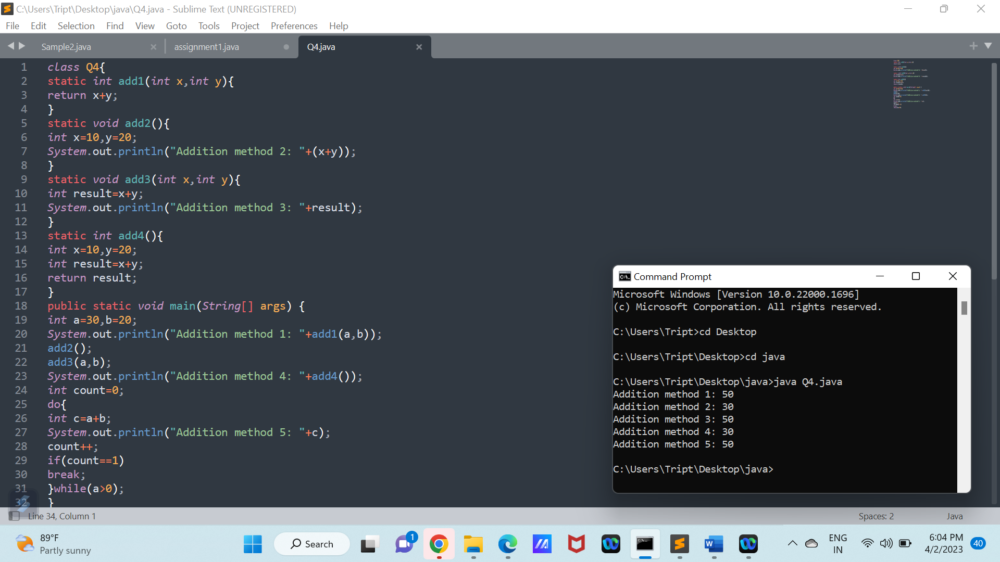 C:\Users\Tript\Desktop\java\Q4.java - Sublime Text (UNREGISTERED)
File Edit Selection Find View Goto Tools Project Preferences Help
Sample2.java assignment1.java Q4.java
1 class Q4{
2 static int add1(int x,int y){
3 return x+y;
4 }
5 static void add2(){
6 int x=10,y=20;
7 System.out.println("Addition method 2: "+(x+y));
8 }
9 static void add3(int x,int y){
10 int result=x+y;
11 System.out.println("Addition method 3: "+result);
12 }
13 static int add4(){
14 int x=10,y=20;
15 int result=x+y;
16 return result;
17 }
18 public static void main(String[] args) {
19 int a=30,b=20;
20 System.out.println("Addition method 1: "+add1(a,b));
21 add2();
22 add3(a,b);
23 System.out.println("Addition method 4: "+add4());
24 int count=0;
25 do{
26 int c=a+b;
27 System.out.println("Addition method 5: "+c);
28 count++;
29 if(count==1)
30 break;
31 }while(a>0);
32 }
Command Prompt
Microsoft Windows [Version 10.0.22000.1696]
(c) Microsoft Corporation. All rights reserved.
C:\Users\Tript>cd Desktop
C:\Users\Tript\Desktop>cd java
C:\Users\Tript\Desktop\java>java Q4.java
Addition method 1: 50
Addition method 2: 30
Addition method 3: 50
Addition method 4: 30
Addition method 5: 50
C:\Users\Tript\Desktop\java>
Line 34, Column 1 Spaces: 2 Java
89°F
Partly sunny
Search
1
W
ENG
IN
6:04 PM
4/2/2023
40